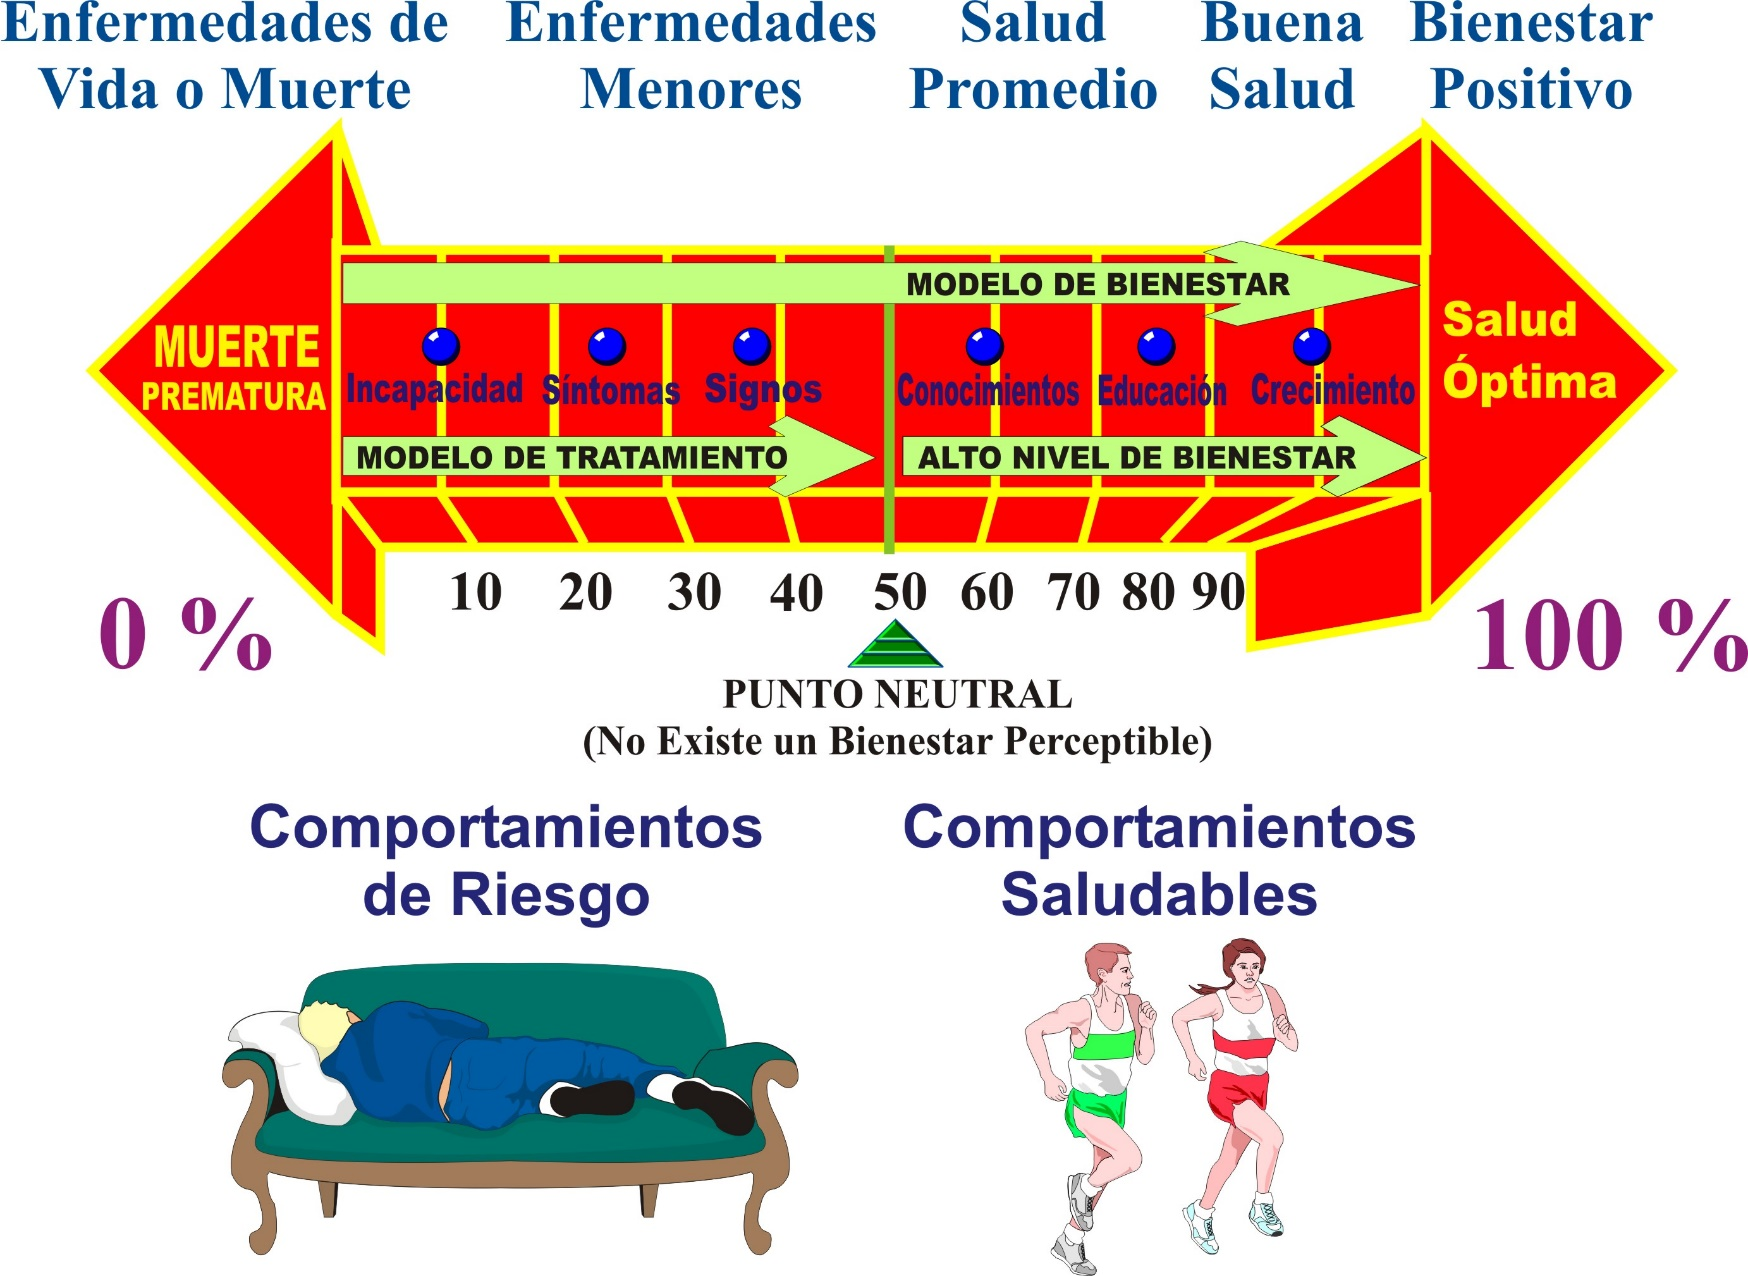 Enfermedades de
Vida o Muerte
Enfermedades
Menores
Salud
Promedio
Buena
Salud
Bienestar
Positivo
MODELO DE BIENESTAR
MUERTE
PREMATURA
Incapacidad
Síntomas
Signos
Conocimientos
Educación
Crecimiento
Salud
Óptima
MODELO DE TRATAMIENTO
ALTO NIVEL DE BIENESTAR
0 %
10 20 30 40 50 60 70 80 90
100 %
PUNTO NEUTRAL
(No Existe un Bienestar Perceptible)
Comportamientos
de Riesgo
Comportamientos
Saludables